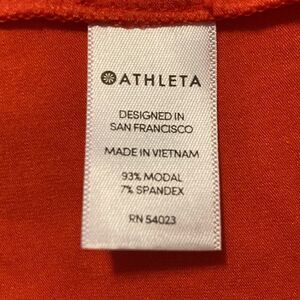 ATHLETA
DESIGNED IN
SAN FRANCISCO
MADE IN VIETNAM
93% MODAL
7% SPANDEX
RN 54023